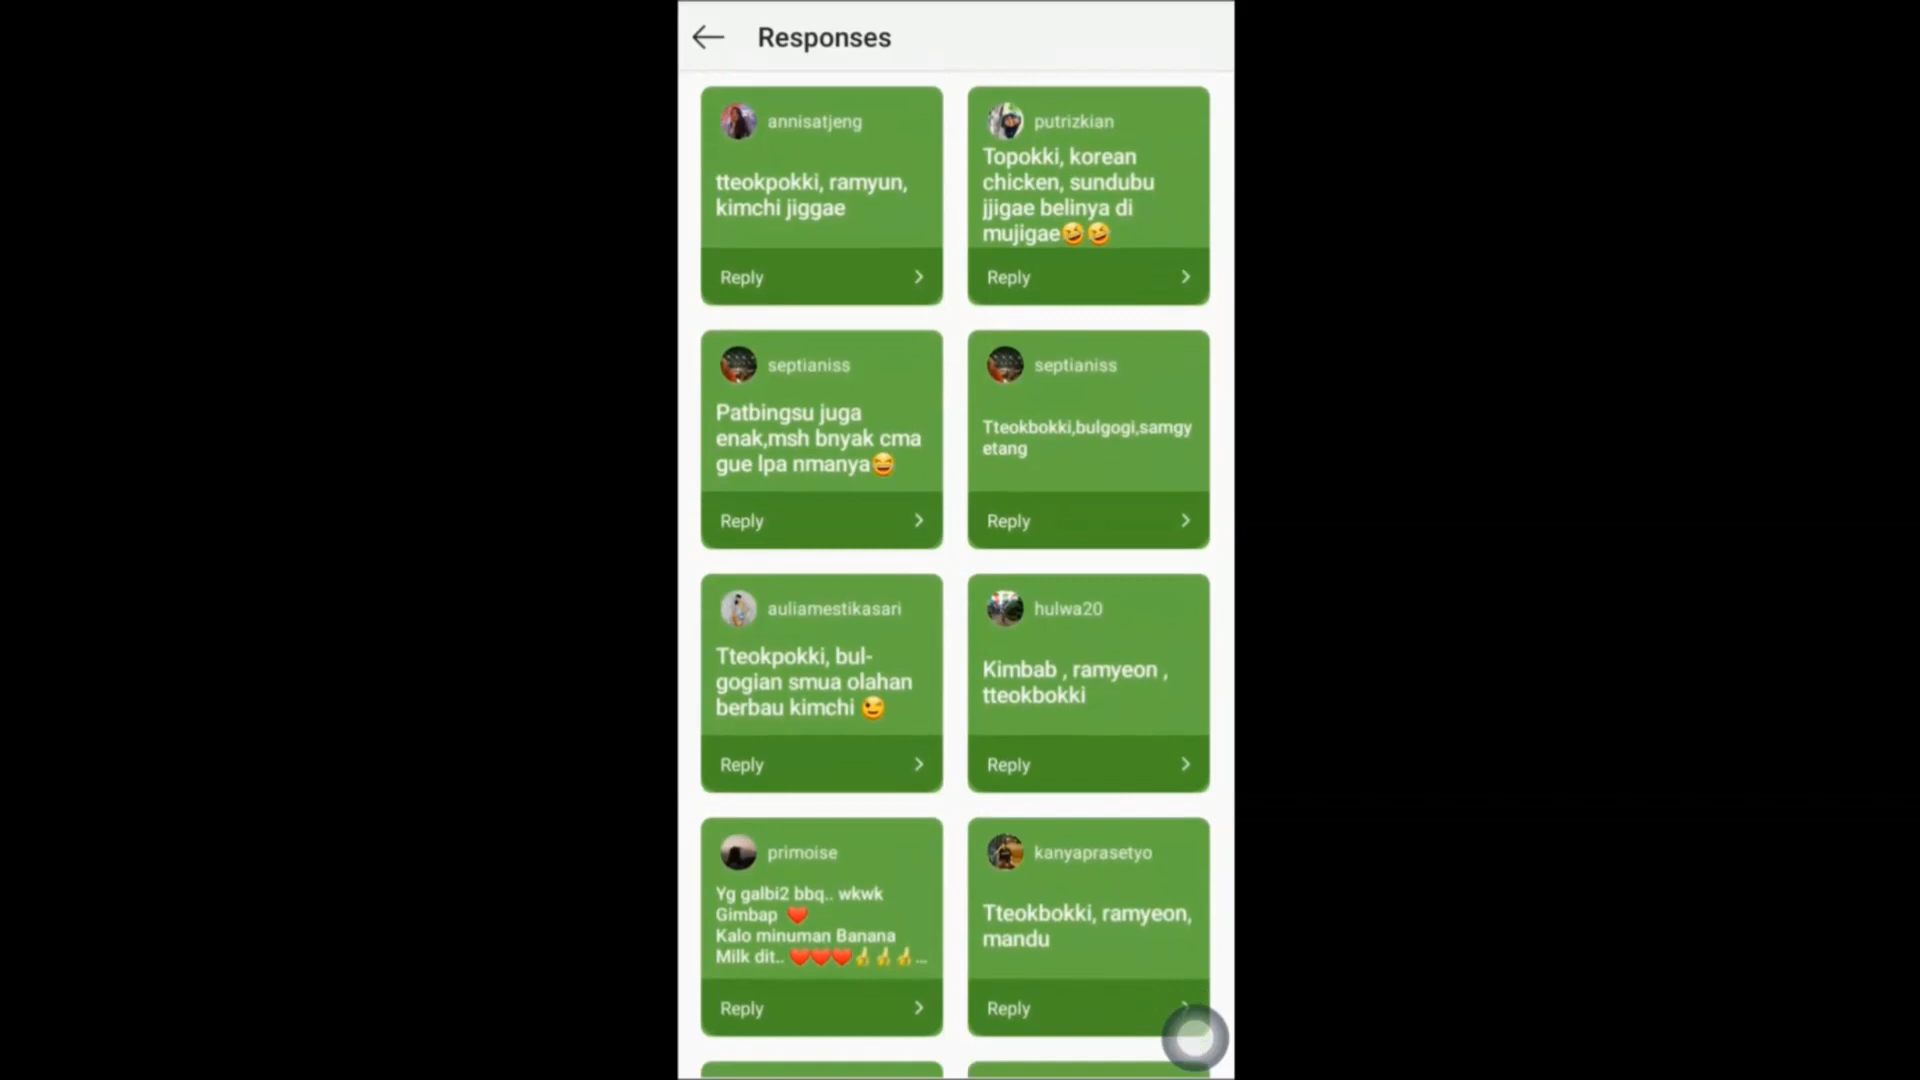 Responses
annisatjeng
tteokpokki, ramyun,
kimchi jiggae
Reply
putrizkian
Topokki, korean
chicken, sundubu
jjigae belinya di
mujigae🤣🤣
Reply
septianiss
Patbingsu juga
enak,msh bnyak cma
gue lpa nmanya😆
Reply
septianiss
Tteokbokki,bulgogi,samgy
etang
Reply
auliamestikasari
Tteokpokki, bul-
gogian smua olahan
berbau kimchi 😉
Reply
hulwa20
Kimbab , ramyeon ,
tteokbokki
Reply
primoise
Yg galbi2 bbq.. wkwk
Gimbap ❤️
Kalo minuman Banana
Milk dit.. ❤️❤️❤️👍👍👍...
Reply
kanyaprasetyo
Tteokbokki, ramyeon,
mandu
Reply